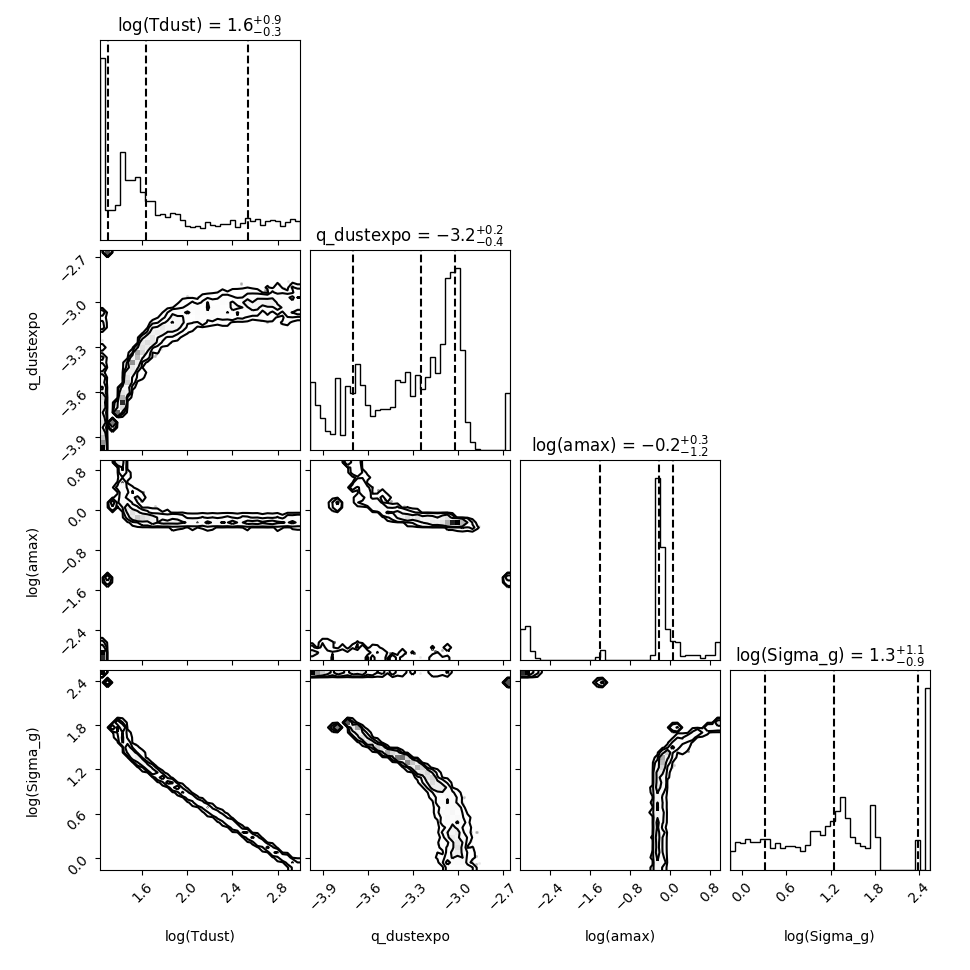 log(Tdust) = 1.6+0.9−0.3
q_dustexpo = −3.2+0.2−0.4
−2.7
−3.0
−3.3
−3.6
−3.9
q_dustexpo
log(amax) = −0.2+0.3−1.2
0.8
0.0
−0.8
−1.6
−2.4
log(amax)
log(Sigma_g) = 1.3+1.1−0.9
2.4
1.8
1.2
0.6
0.0
log(Sigma_g)
1.6 2.0 2.4 2.8
−3.9 −3.6 −3.3 −3.0 −2.7
−2.4 −1.6 −0.8 0.0 0.8
0.0 0.6 1.2 1.8 2.4
log(Tdust) q_dustexpo log(amax) log(Sigma_g)